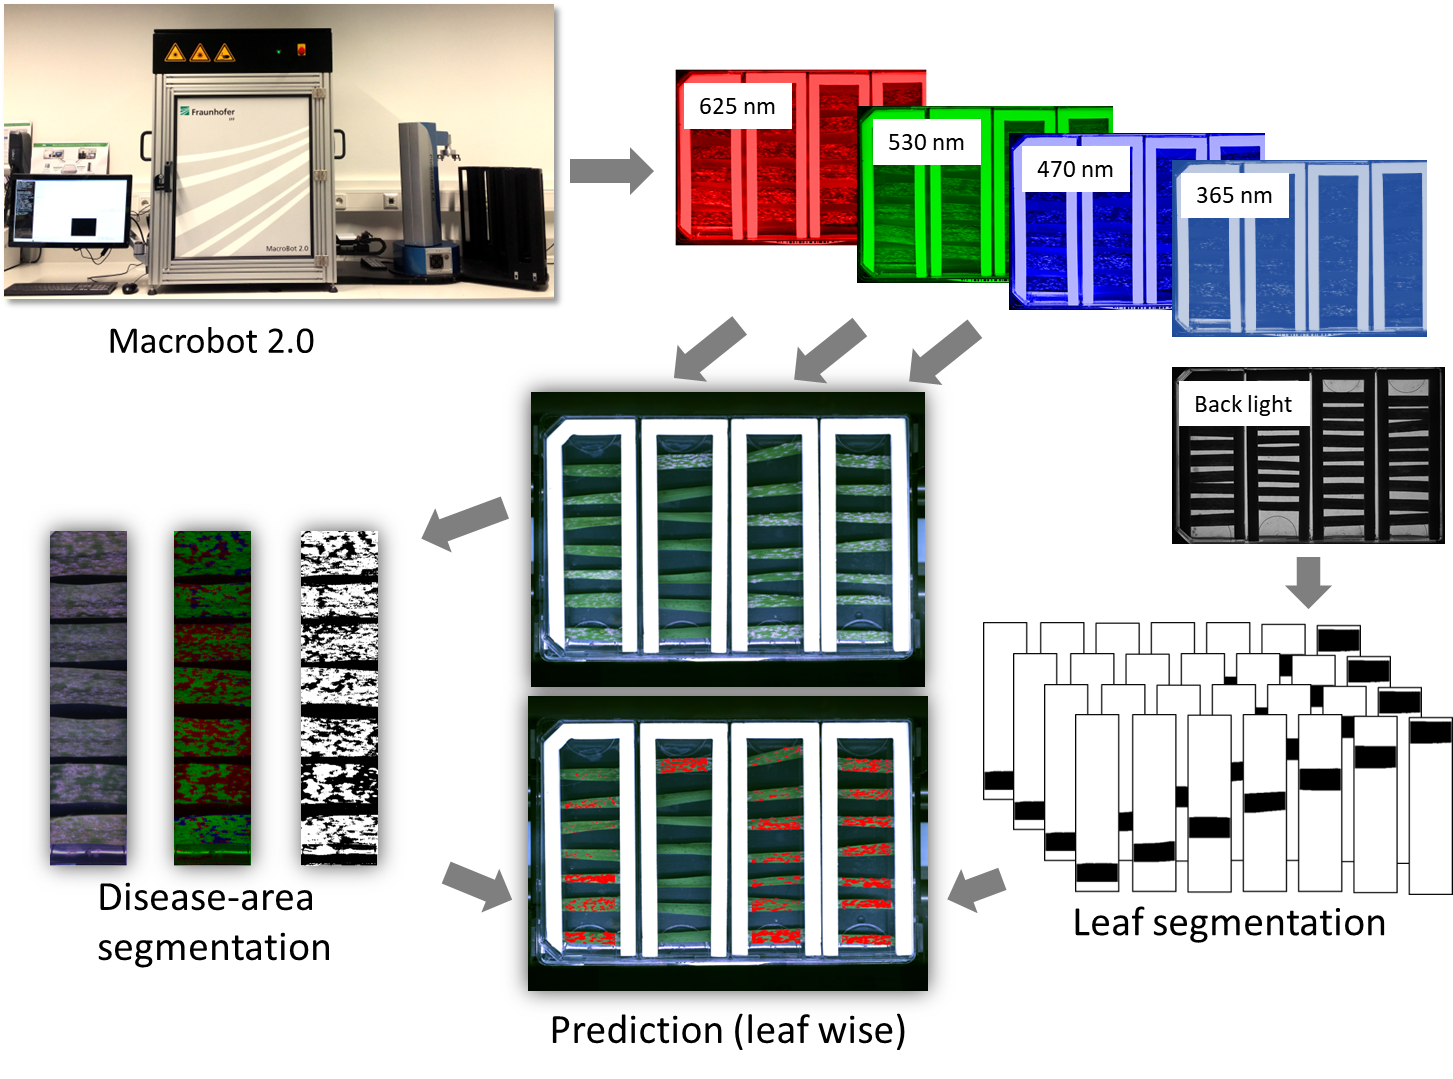 Fraunhofer
MacroBot 2.0
Macrobot 2.0
625 nm
530 nm
470 nm
365 nm
Back light
Disease-area
segmentation
Leaf segmentation
Prediction (leaf wise)